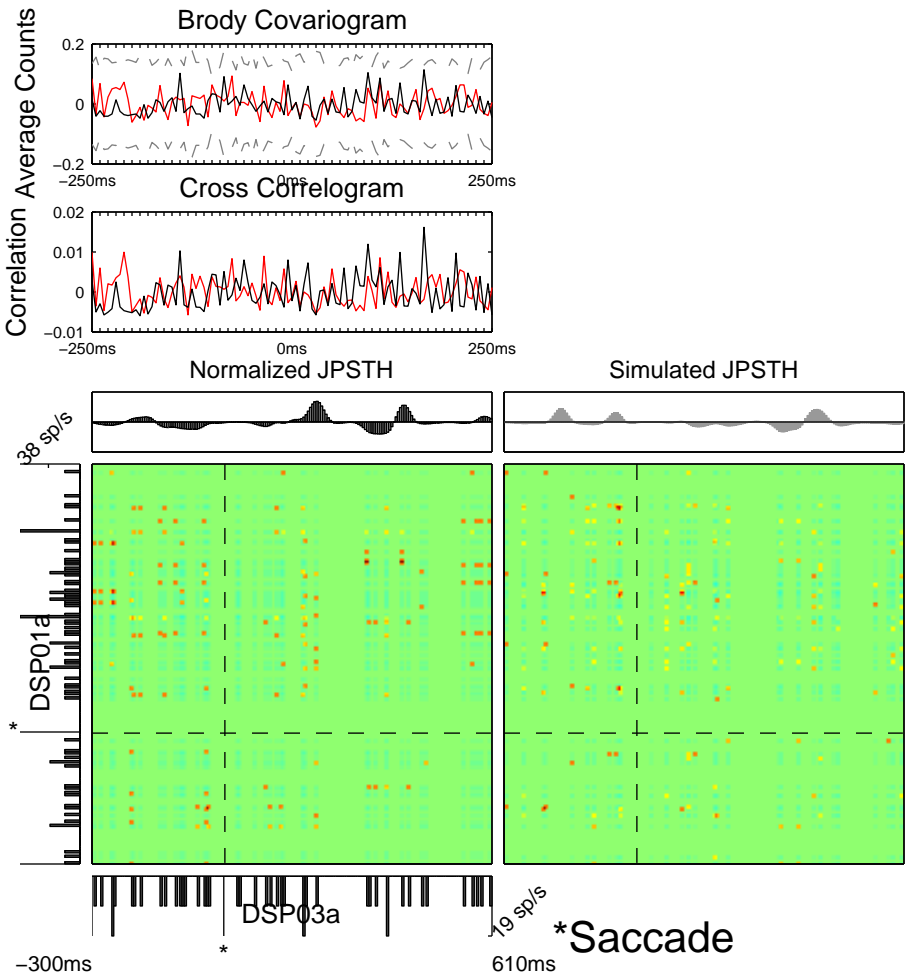 Brody Covariogram
Average Counts
0.2
0
−0.2
−250ms
0ms
250ms
Cross Correlogram
Correlation
0.02
0.01
0
−0.01
−250ms
0ms
250ms
Normalized JPSTH
Simulated JPSTH
38 sp/s
DSP01a
*
DSP03a
*
19 sp/s
*Saccade
−300ms
610ms